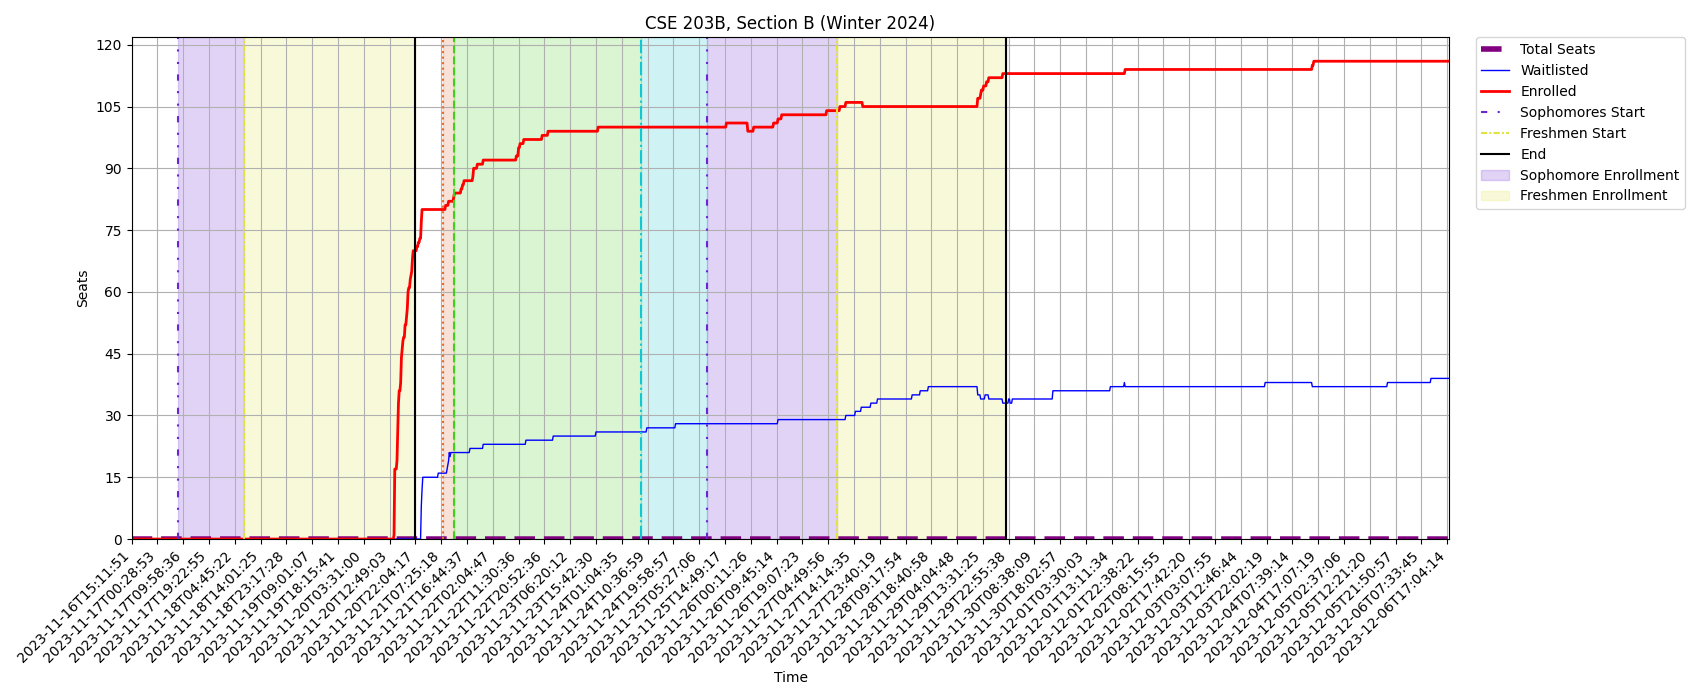 CSE 203B, Section B (Winter 2024)
120
105
90
75
60
45
30
15
0
Seats
2023-11-16T15:11:51
2023-11-17T00:28:53
2023-11-17T09:58:36
2023-11-17T19:22:55
2023-11-18T04:45:22
2023-11-18T14:01:25
2023-11-18T23:17:28
2023-11-19T09:01:07
2023-11-19T18:15:41
2023-11-20T03:31:00
2023-11-20T12:49:03
2023-11-20T22:04:17
2023-11-21T07:25:18
2023-11-21T16:44:37
2023-11-22T02:04:47
2023-11-22T11:30:36
2023-11-22T20:52:36
2023-11-23T06:20:12
2023-11-23T15:42:30
2023-11-24T01:04:35
2023-11-24T10:36:59
2023-11-24T19:58:57
2023-11-25T05:27:06
2023-11-25T14:49:17
2023-11-26T00:11:26
2023-11-26T09:45:14
2023-11-26T19:07:23
2023-11-27T04:49:56
2023-11-27T14:14:35
2023-11-27T23:40:19
2023-11-28T09:17:54
2023-11-28T18:40:58
2023-11-29T04:04:48
2023-11-29T13:31:25
2023-11-29T22:55:38
2023-11-30T08:38:09
2023-11-30T18:02:57
2023-12-01T03:30:03
2023-12-01T13:11:34
2023-12-01T22:38:22
2023-12-02T08:15:55
2023-12-02T17:42:20
2023-12-03T03:07:55
2023-12-03T12:46:44
2023-12-03T22:02:19
2023-12-04T07:39:14
2023-12-04T17:07:19
2023-12-05T02:37:06
2023-12-05T12:21:20
2023-12-05T21:50:57
2023-12-06T07:33:45
2023-12-06T17:04:14
Time
Total Seats
Waitlisted
Enrolled
Sophomores Start
Freshmen Start
End
Sophomore Enrollment
Freshmen Enrollment